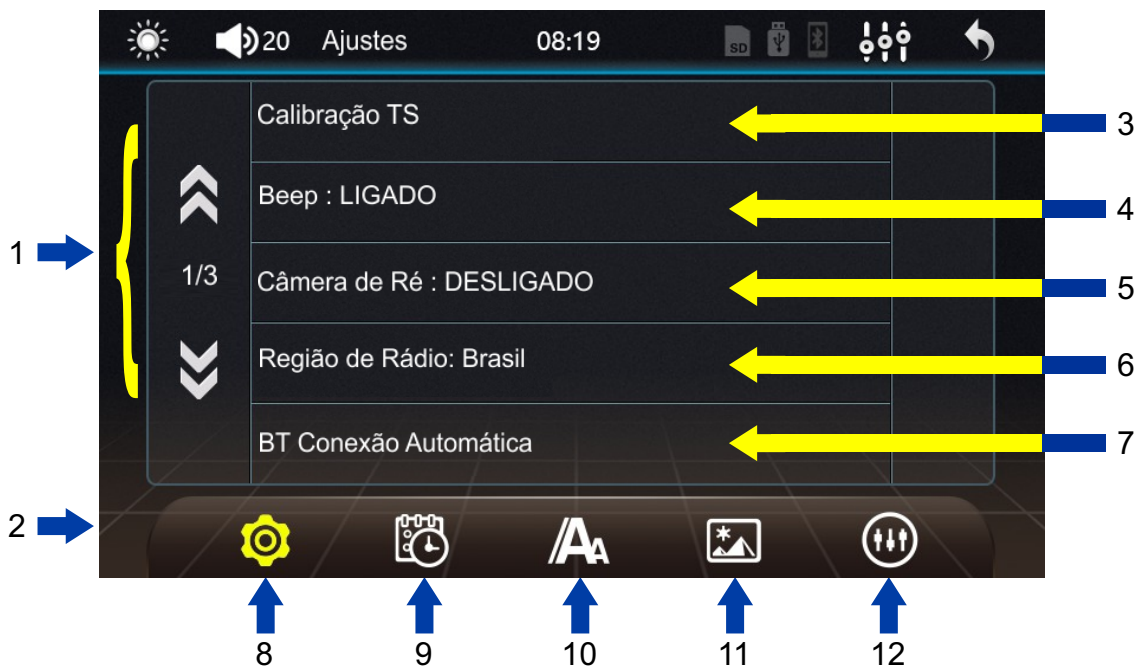 20 Ajustes 08:19 SD
Calibração TS
3
Beep : LIGADO
4
1
1/3
Câmera de Ré : DESLIGADO
5
Região de Rádio: Brasil
6
BT Conexão Automática
7
2
AA
8 9 10 11 12